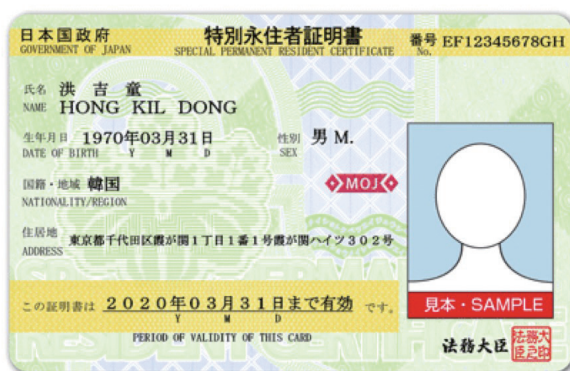 日本国政府 特別永住者証明書 番号 EF12345678GH
GOVERNMENT OF JAPAN SPECIAL PERMANENT RESIDENT CERTIFICATE No.
氏名 洪 吉 童
NAME HONG KIL DONG
生年月日 1970年03月31日 性別 男 M.
DATE OF BIRTH Y M D SEX
国籍・地域 韓国
NATIONALITY/REGION
MOJ
住居地 東京都千代田区霞が関1丁目1番1号霞が関ハイツ302号
ADDRESS
この証明書は 2020年03月31日まで有効 です。
Y M D
PERIOD OF VALIDITY OF THIS CARD
見本・SAMPLE
法務大臣